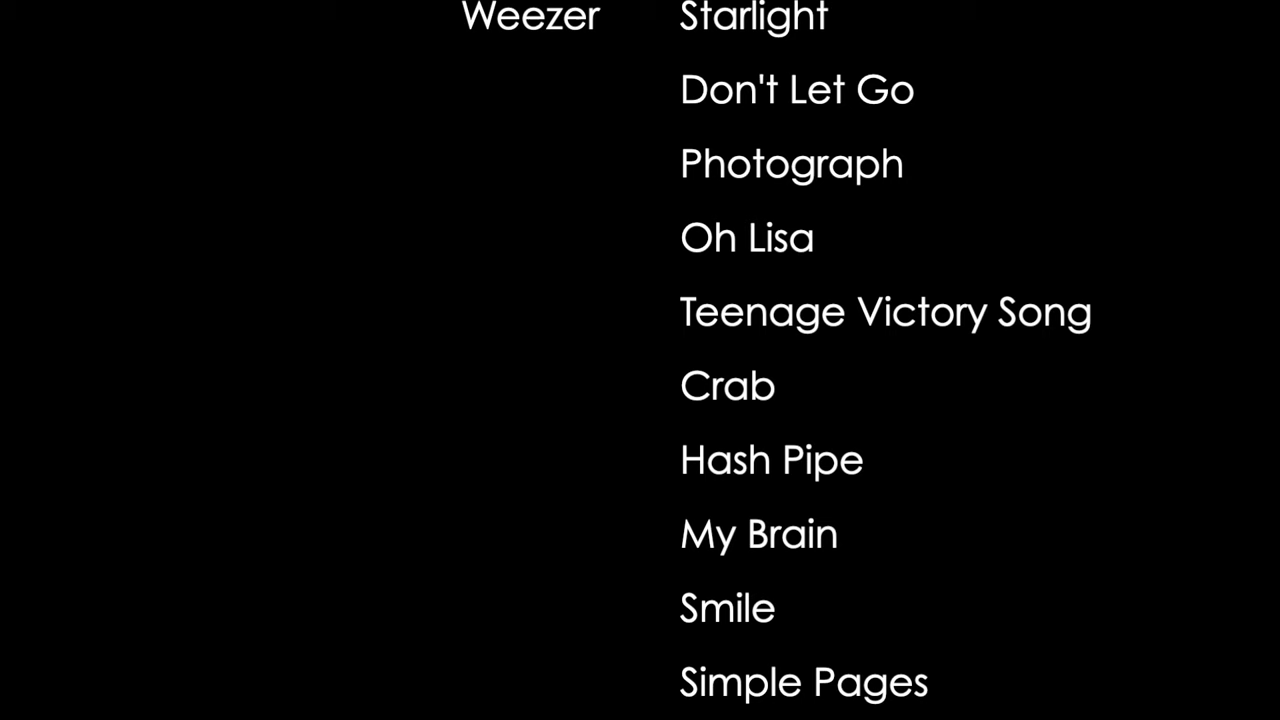 Weezer Starlight
Don't Let Go
Photograph
Oh Lisa
Teenage Victory Song
Crab
Hash Pipe
My Brain
Smile
Simple Pages